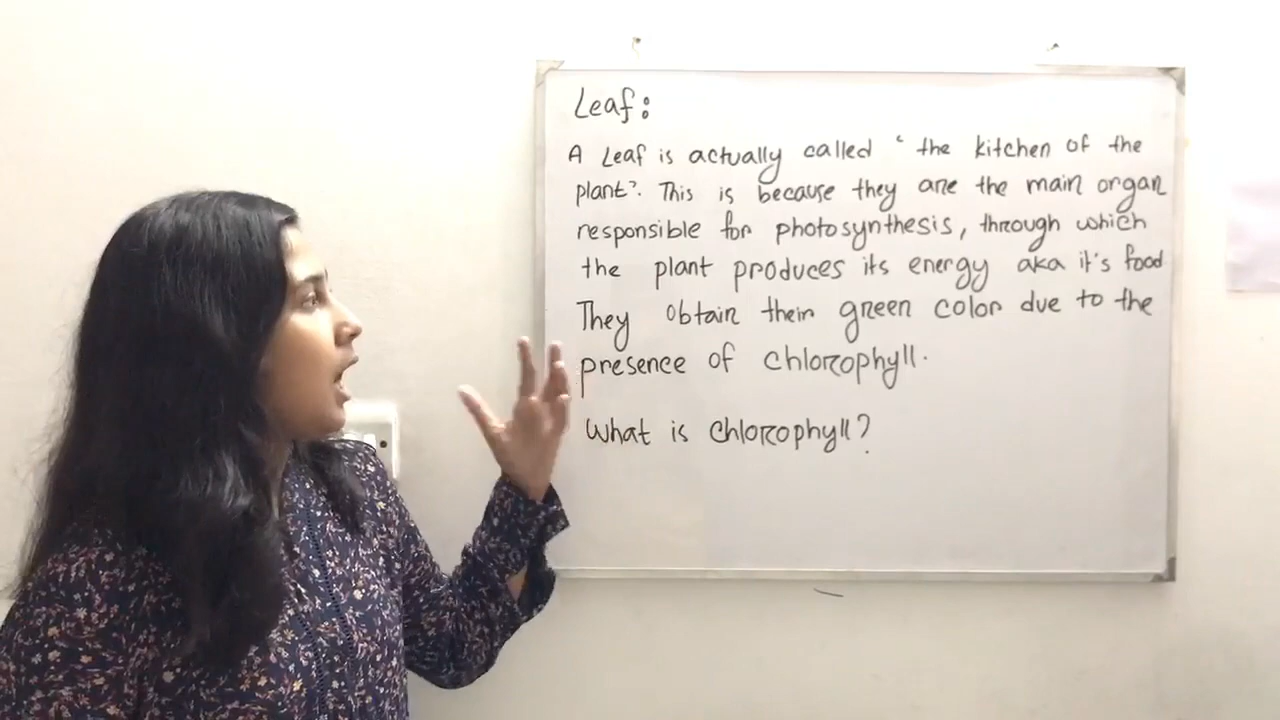 Leaf:
A Leaf is actually called ‘ the kitchen of the
plant’. This is because they are the main organ
responsible for photosynthesis, through which
the plant produces its energy aka it's food
They obtain their green color due to the
presence of chlorophyll.
What is chlorophyll?